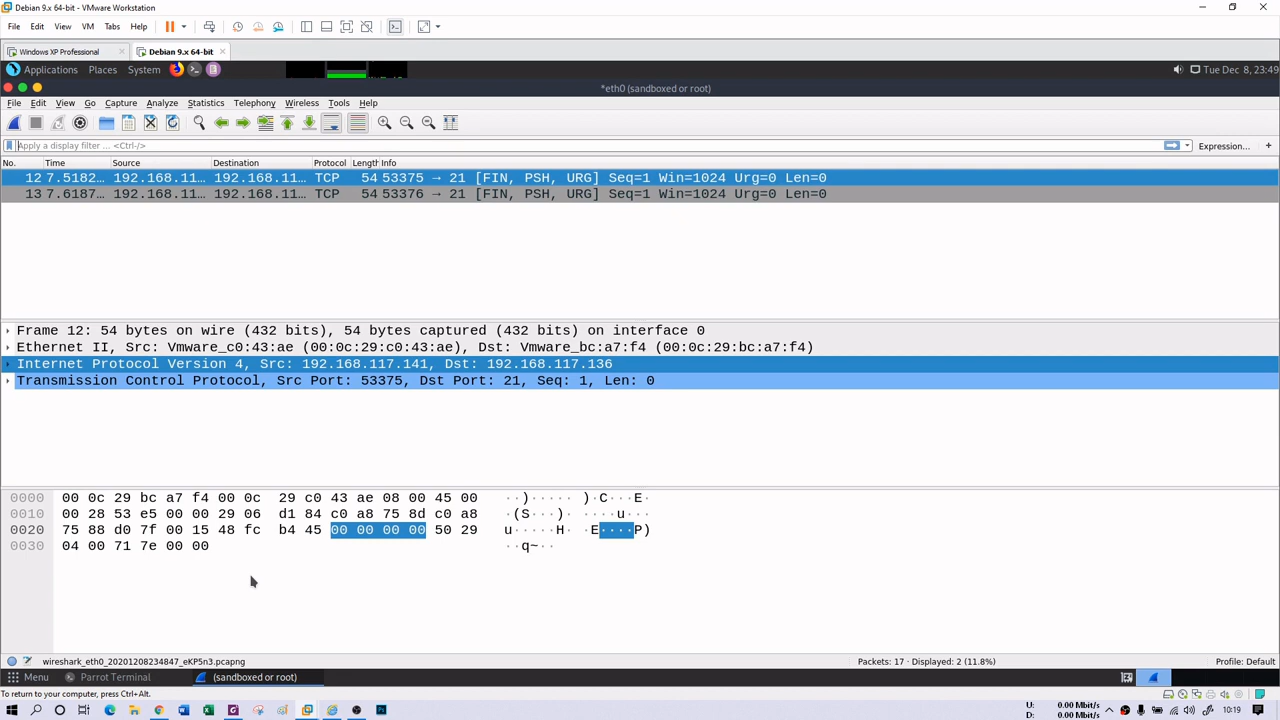 Debian 9.x 64-bit - VMware Workstation
File Edit View VM Tabs Help
Windows XP Professional Debian 9.x 64-bit
Applications Places System Tue Dec 8, 23:49
*eth0 (sandboxed or root)
File Edit View Go Capture Analyze Statistics Telephony Wireless Tools Help
Apply a display filter ... <Ctrl-/> Expression... +
No. Time Source Destination Protocol Length Info
12 7.5182... 192.168.11... 192.168.11... TCP 54 53375 → 21 [FIN, PSH, URG] Seq=1 Win=1024 Urg=0 Len=0
13 7.6187... 192.168.11... 192.168.11... TCP 54 53376 → 21 [FIN, PSH, URG] Seq=1 Win=1024 Urg=0 Len=0
Frame 12: 54 bytes on wire (432 bits), 54 bytes captured (432 bits) on interface 0
Ethernet II, Src: Vmware_c0:43:ae (00:0c:29:c0:43:ae), Dst: Vmware_bc:a7:f4 (00:0c:29:bc:a7:f4)
Internet Protocol Version 4, Src: 192.168.117.141, Dst: 192.168.117.136
Transmission Control Protocol, Src Port: 53375, Dst Port: 21, Seq: 1, Len: 0
0000 00 0c 29 bc a7 f4 00 0c 29 c0 43 ae 08 00 45 00 ··)····· )·C···E·
0010 00 28 53 e5 00 00 29 06 d1 84 c0 a8 75 8d c0 a8 ·(S···)· ····u···
0020 75 88 d0 7f 00 15 48 fc b4 45 00 00 00 00 50 29 u·····H· ·E····P)
0030 04 00 71 7e 00 00 ··q~··
wireshark_eth0_20201208234847_eKP5n3.pcapng Packets: 17 · Displayed: 2 (11.8%) Profile: Default
Menu Parrot Terminal (sandboxed or root)
To return to your computer, press Ctrl+Alt.
U: 0.00 Mbit/s
D: 0.00 Mbit/s
10:19